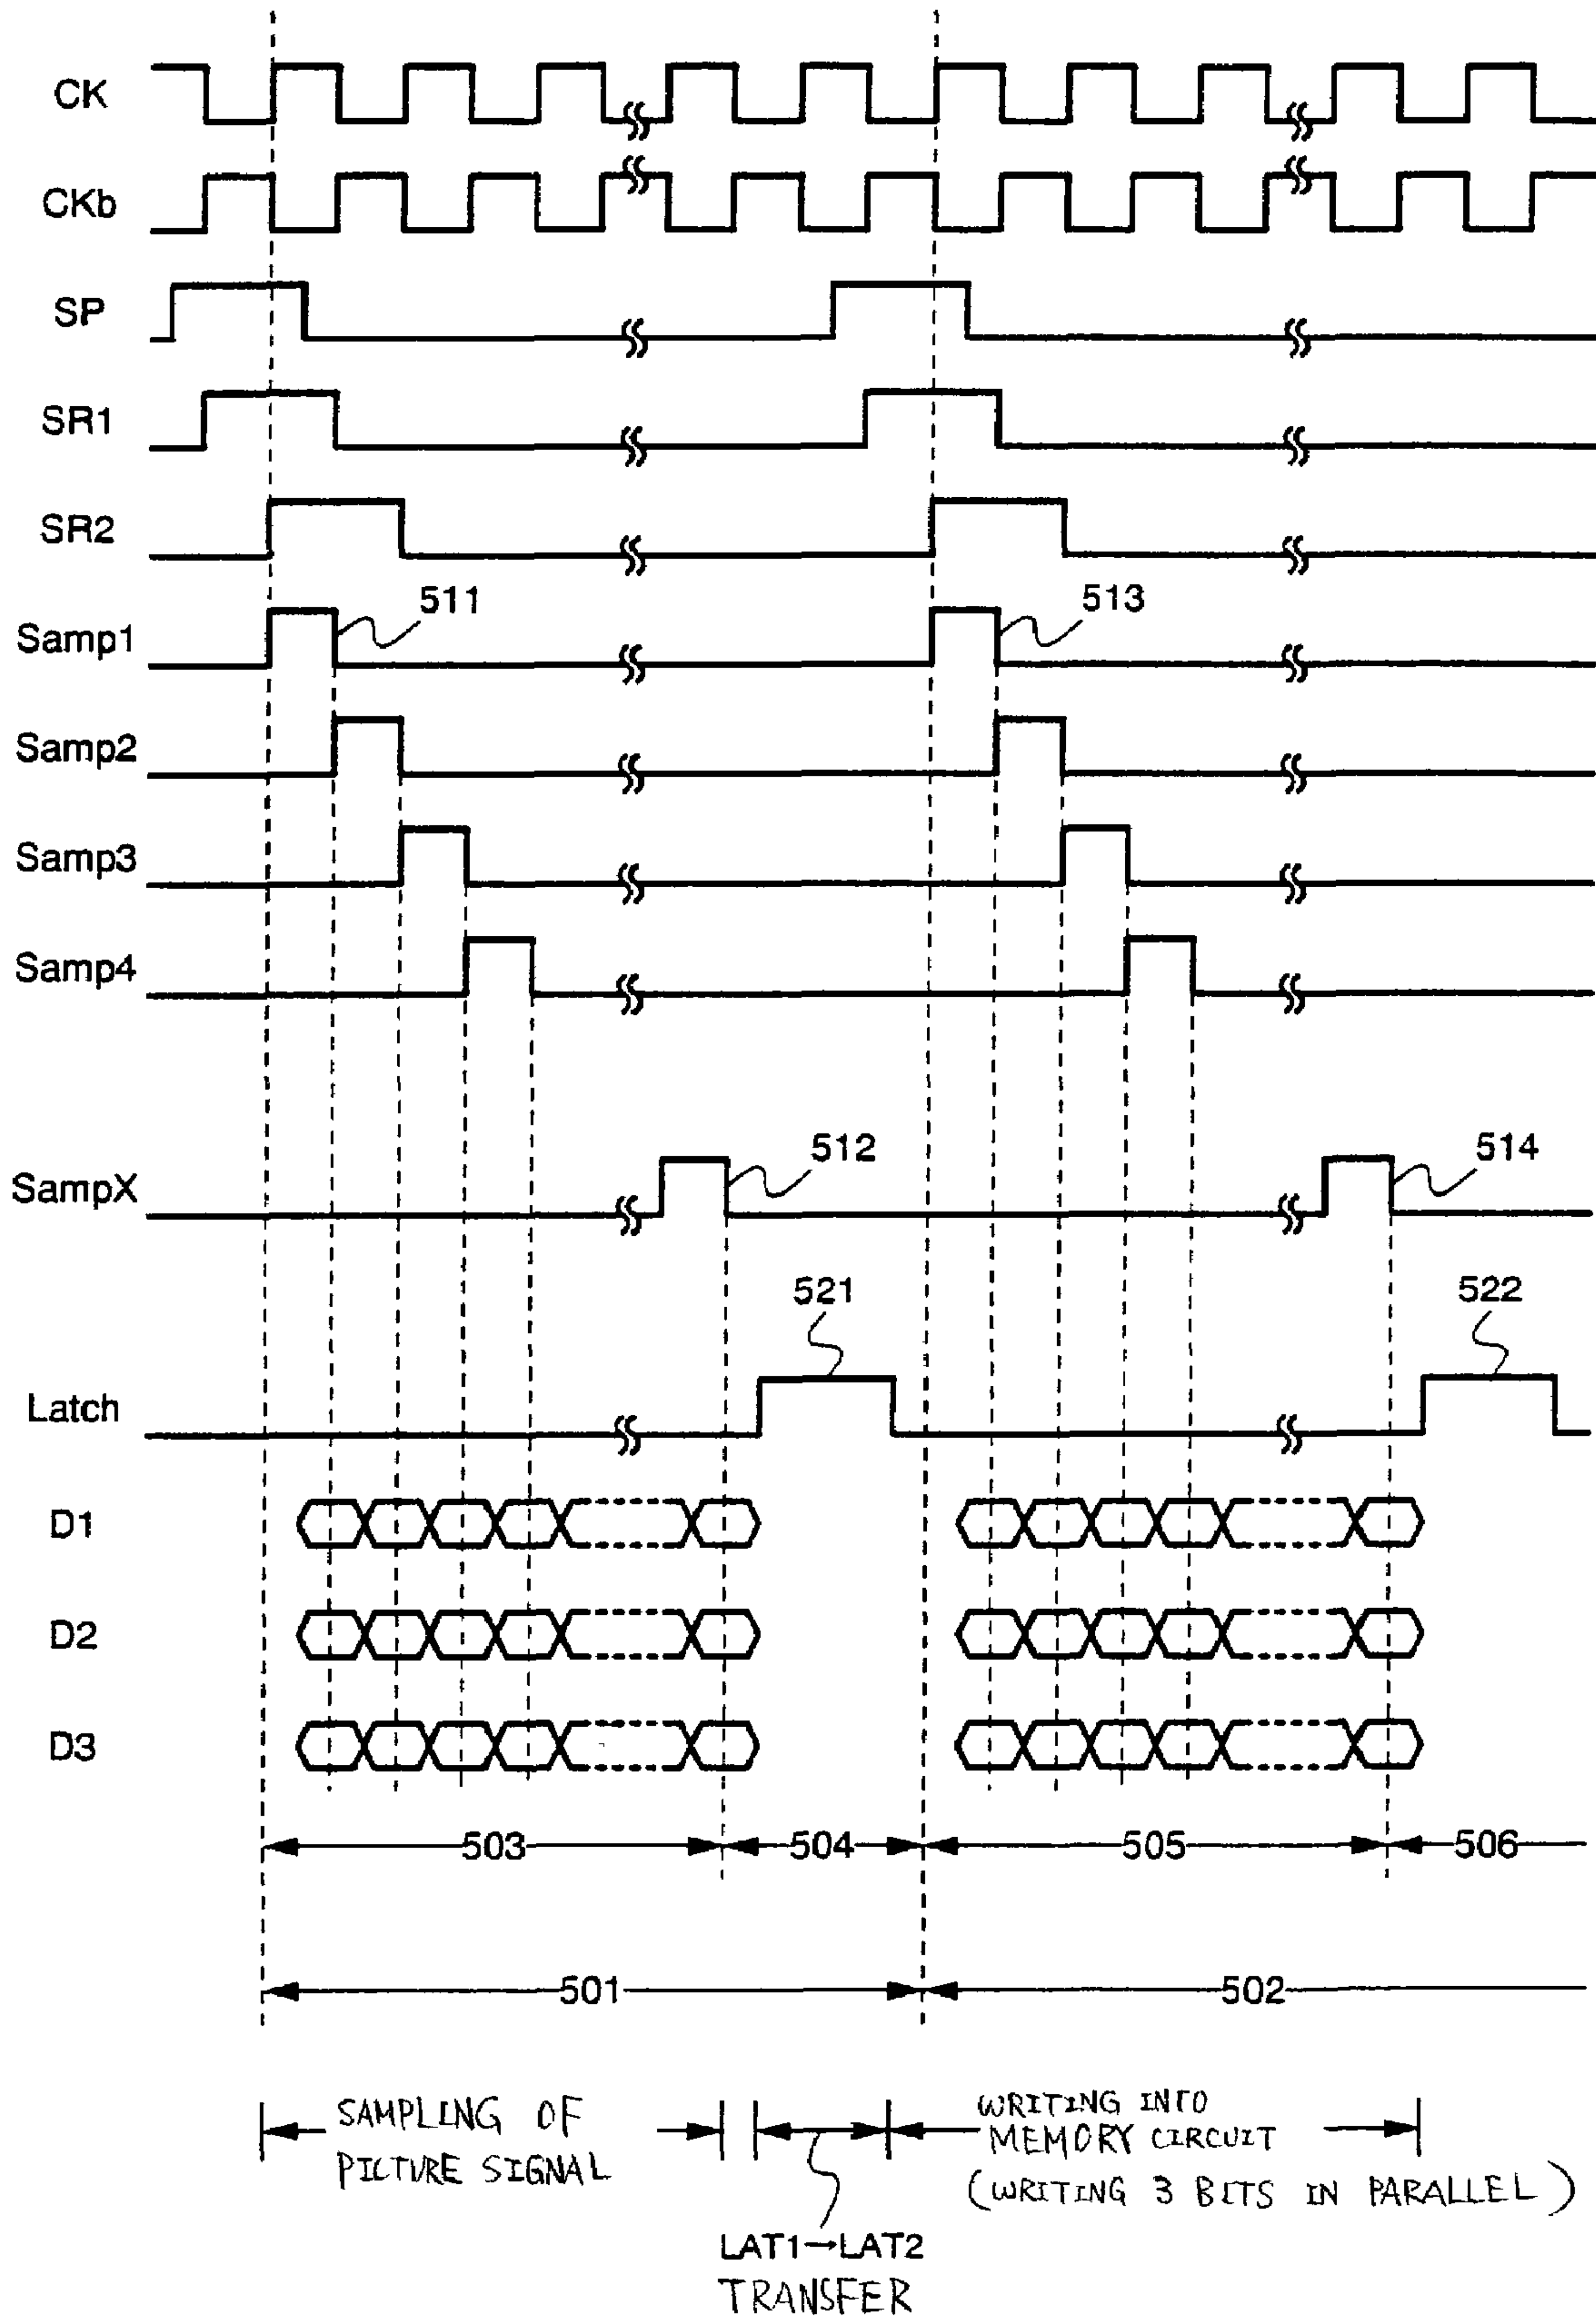 CK
CKb
SP
SR1
SR2
511
513
Samp1
Samp2
Samp3
Samp4
512
514
SampX
521
522
Latch
D1
D2
D3
503
504
505
506
501
502
SAMPLING OF
PICTURE SIGNAL
WRITING INTO
MEMORY CIRCUIT
(WRITING 3 BITS IN PARALLEL)
LAT1→LAT2
TRANSFER